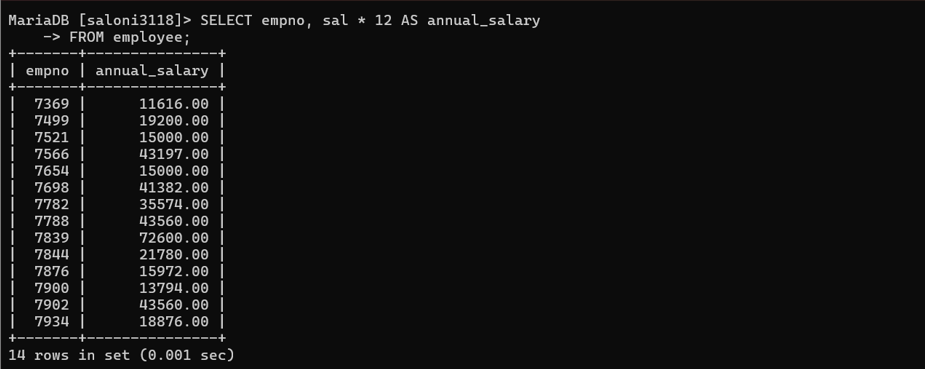 MariaDB [saloni3118]> SELECT empno, sal * 12 AS annual_salary
    -> FROM employee;
+-------+---------------+
| empno | annual_salary |
+-------+---------------+
|  7369 |      11616.00 |
|  7499 |      19200.00 |
|  7521 |      15000.00 |
|  7566 |      43197.00 |
|  7654 |      15000.00 |
|  7698 |      41382.00 |
|  7782 |      35574.00 |
|  7788 |      43560.00 |
|  7839 |      72600.00 |
|  7844 |      21780.00 |
|  7876 |      15972.00 |
|  7900 |      13794.00 |
|  7902 |      43560.00 |
|  7934 |      18876.00 |
+-------+---------------+
14 rows in set (0.001 sec)